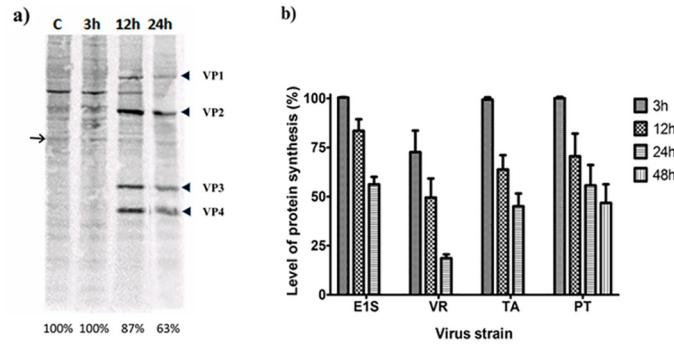 a)
C 3h 12h 24h
VP1
VP2
VP3
VP4
100% 100% 87% 63%
b)
Level of protein synthesis (%)
100
75
50
25
0
E1S VR TA PT
Virus strain
3h
12h
24h
48h